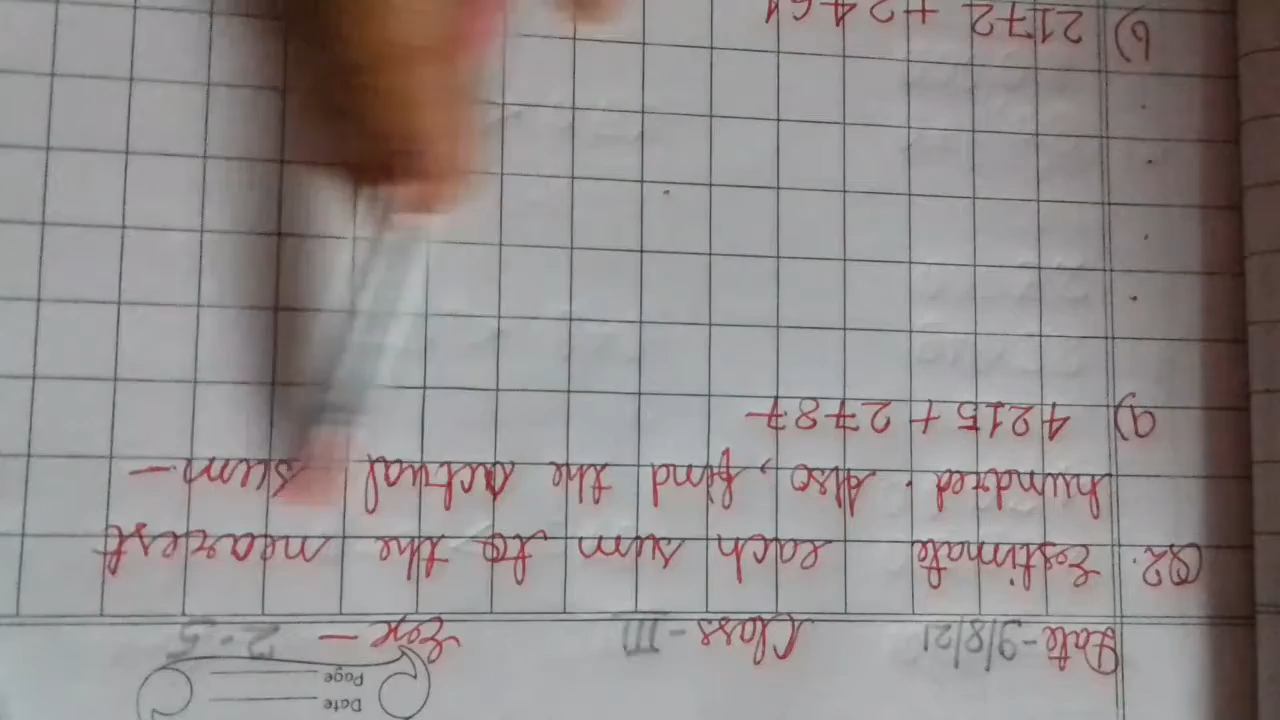 Date
Page
Date - 9/8/21 Class - III Exe - 2.5
Q2. Estimate each sum to the nearest
hundred. Also, find the actual sum -
a) 4215 + 2787
b) 2172 + 2461